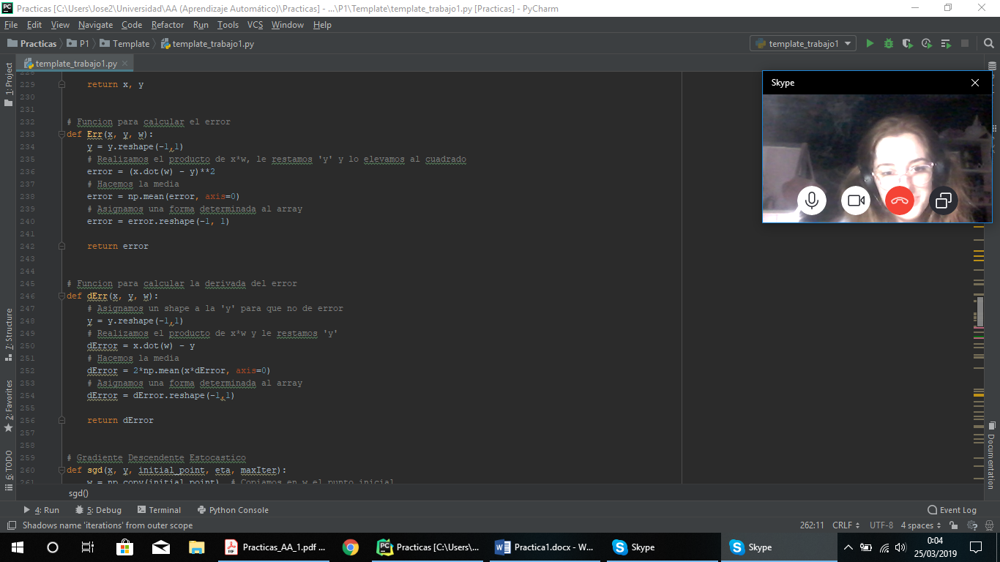 Practicas [C:\Users\Jose2\Universidad\AA (Aprendizaje Automático)\Practicas] - ...\P1\Template\template_trabajo1.py [Practicas] - PyCharm
File Edit View Navigate Code Refactor Run Tools VCS Window Help
Practicas P1 Template template_trabajo1.py template_trabajo1
template_trabajo1.py
1: Project
7: Structure
2: Favorites
6: TODO
228
229 return x, y
230
231
232 # Funcion para calcular el error
233 def Err(x, y, w):
234 y = y.reshape(-1,1)
235 # Realizamos el producto de x*w, le restamos 'y' y lo elevamos al cuadrado
236 error = (x.dot(w) - y)**2
237 # Hacemos la media
238 error = np.mean(error, axis=0)
239 # Asignamos una forma determinada al array
240 error = error.reshape(-1, 1)
241
242 return error
243
244
245 # Funcion para calcular la derivada del error
246 def dErr(x, y, w):
247 # Asignamos un shape a la 'y' para que no de error
248 y = y.reshape(-1,1)
249 # Realizamos el producto de x*w y le restamos 'y'
250 dError = x.dot(w) - y
251 # Hacemos la media
252 dError = 2*np.mean(x*dError, axis=0)
253 # Asignamos una forma determinada al array
254 dError = dError.reshape(-1,1)
255
256 return dError
257
258
259 # Gradiente Descendente Estocastico
260 def sgd(x, y, initial_point, eta, maxIter):
261 w = np.copy(initial_point) # Copiamos en w el punto inicial
sgd()
Skype
Documentation
4: Run 5: Debug Terminal Python Console Event Log
Shadows name 'iterations' from outer scope 262:11 CRLF UTF-8 4 spaces
Practicas_AA_1.pdf ... Practicas [C:\Users\... Practica1.docx - W... Skype Skype
0:04
25/03/2019